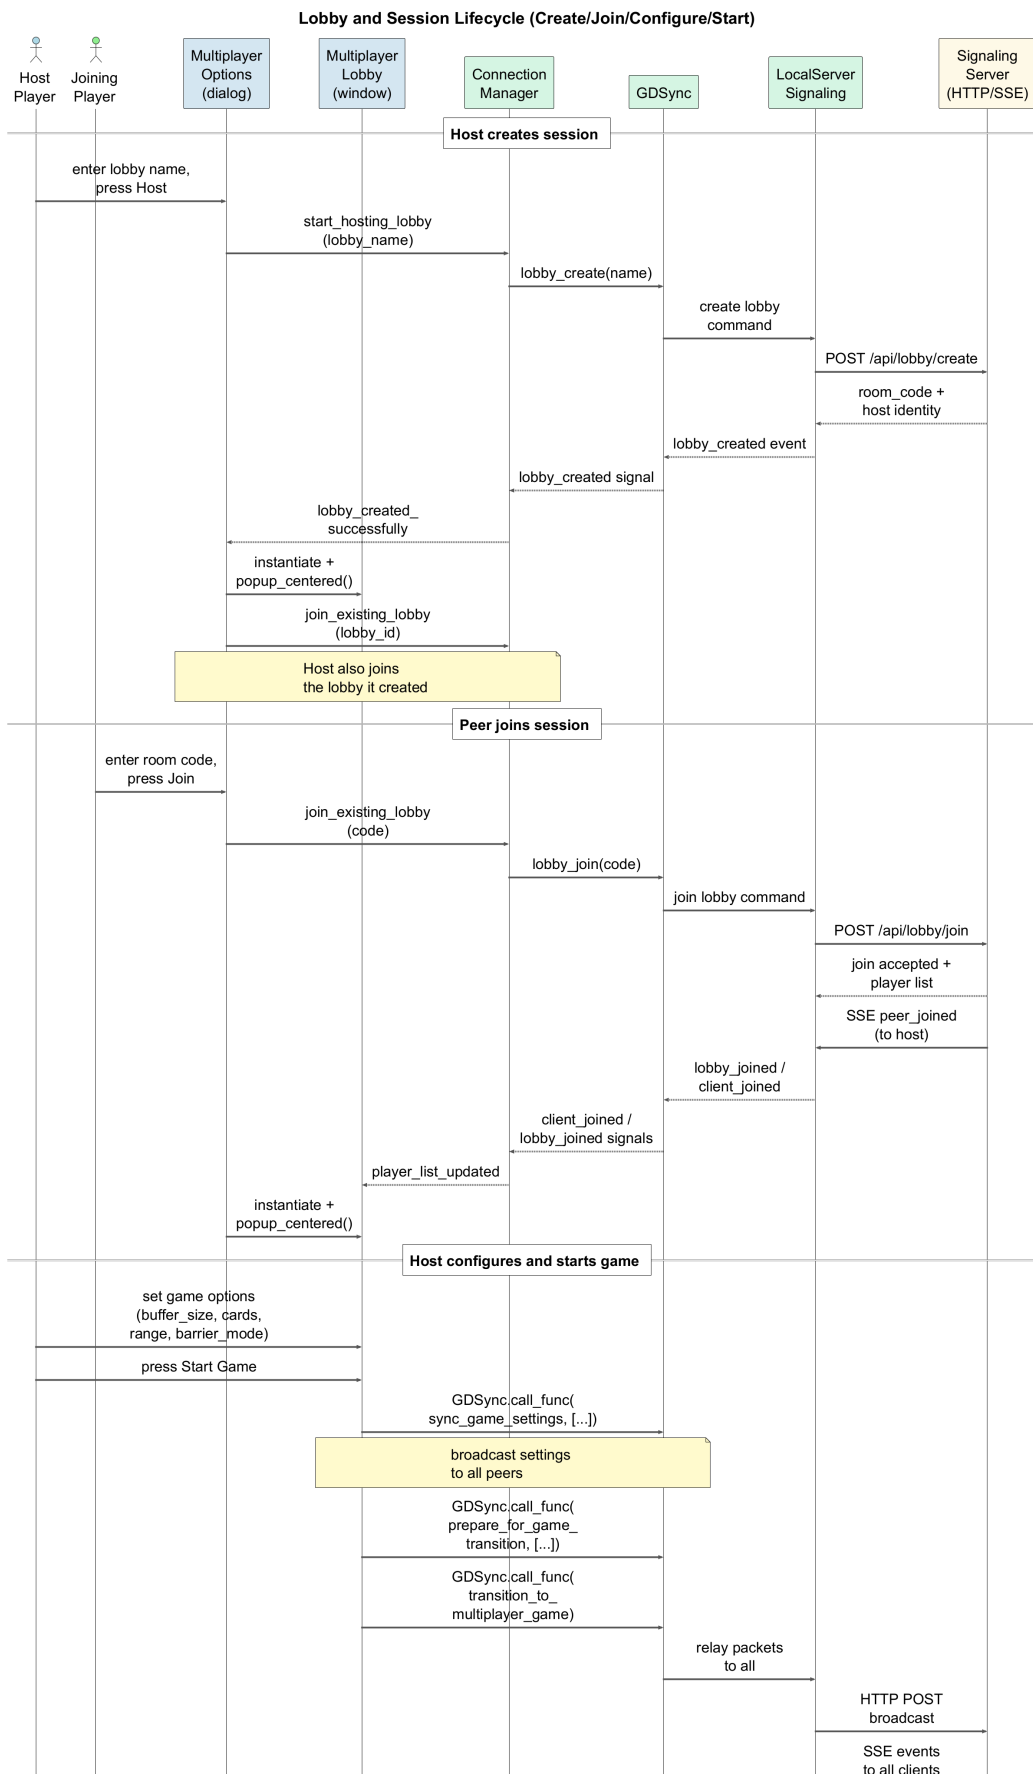 Lobby and Session Lifecycle (Create/Join/Configure/Start)
Host
Player
Joining
Player
Multiplayer
Options
(dialog)
Multiplayer
Lobby
(window)
Connection
Manager
GDSync
LocalServer
Signaling
Signaling
Server
(HTTP/SSE)
Host creates session
enter lobby name,
press Host
start_hosting_lobby
(lobby_name)
lobby_create(name)
create lobby
command
POST /api/lobby/create
room_code +
host identity
lobby_created event
lobby_created signal
lobby_created_
successfully
instantiate +
popup_centered()
join_existing_lobby
(lobby_id)
Host also joins
the lobby it created
Peer joins session
enter room code,
press Join
join_existing_lobby
(code)
lobby_join(code)
join lobby command
POST /api/lobby/join
join accepted +
player list
SSE peer_joined
(to host)
lobby_joined /
client_joined
client_joined /
lobby_joined signals
player_list_updated
instantiate +
popup_centered()
Host configures and starts game
set game options
(buffer_size, cards,
range, barrier_mode)
press Start Game
GDSync.call_func(
sync_game_settings, [...])
broadcast settings
to all peers
GDSync.call_func(
prepare_for_game_
transition, [...])
GDSync.call_func(
transition_to_
multiplayer_game)
relay packets
to all
HTTP POST
broadcast
SSE events
to all clients